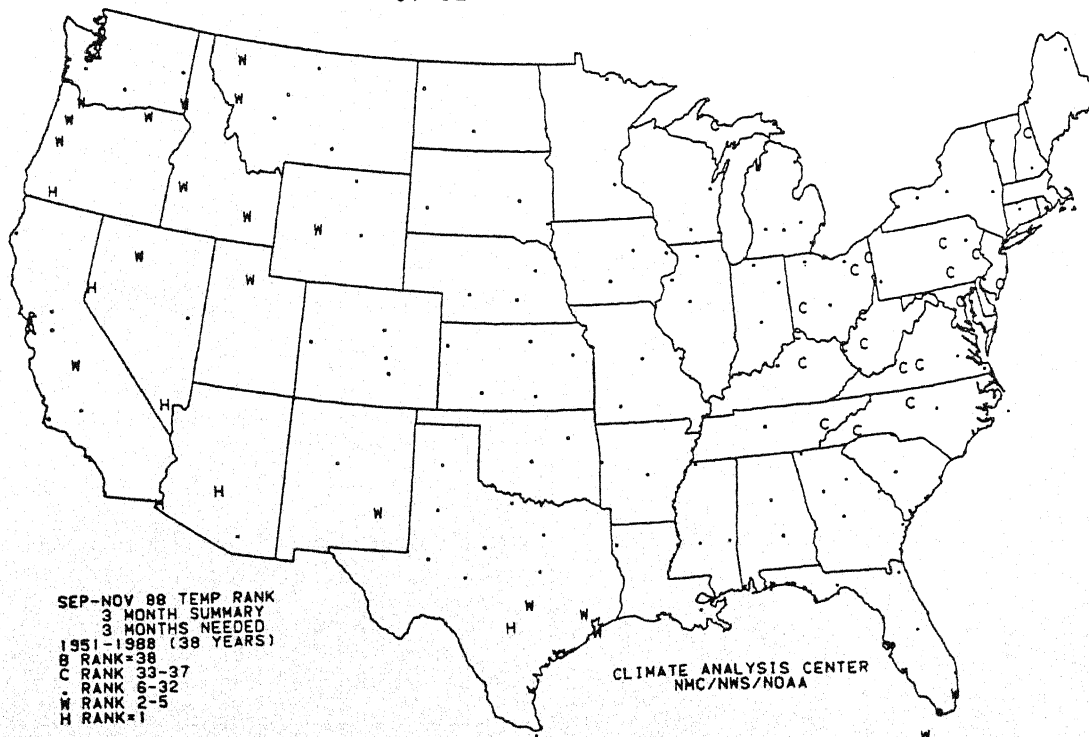 SEP-NOV 88 TEMP RANK
3 MONTH SUMMARY
3 MONTHS NEEDED
1951-1988 (38 YEARS)
B RANK=38
C RANK 33-37
. RANK 6-32
W RANK 2-5
H RANK=1
CLIMATE ANALYSIS CENTER
NMC/NWS/NOAA